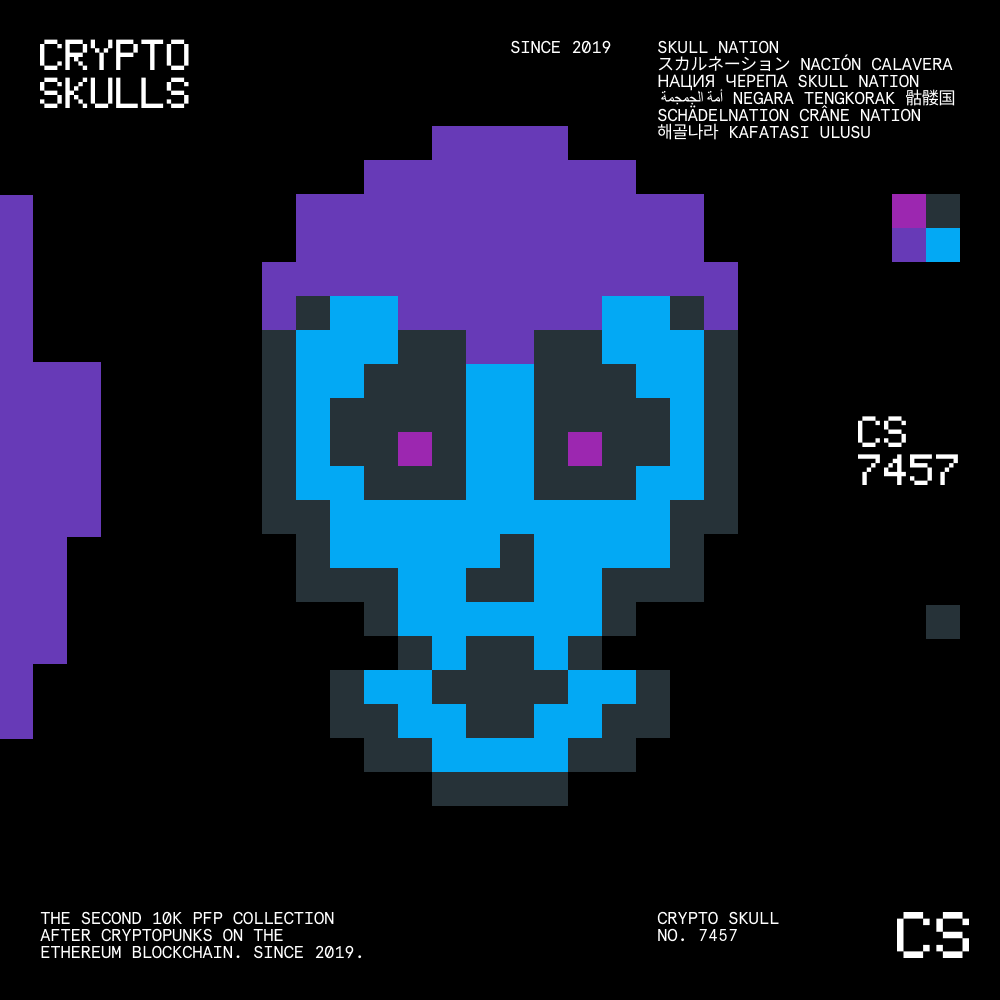 CRYPTO
SKULLS
SINCE 2019
SKULL NATION
スカルネーション NACIÓN CALAVERA
НАЦИЯ ЧЕРЕПА SKULL NATION
أمة الجمجمة NEGARA TENGKORAK 骷髅国
SCHÄDELNATION CRÂNE NATION
해골나라 KAFATASI ULUSU
CS
7457
THE SECOND 10K PFP COLLECTION
AFTER CRYPTOPUNKS ON THE
ETHEREUM BLOCKCHAIN. SINCE 2019.
CRYPTO SKULL
NO. 7457
CS